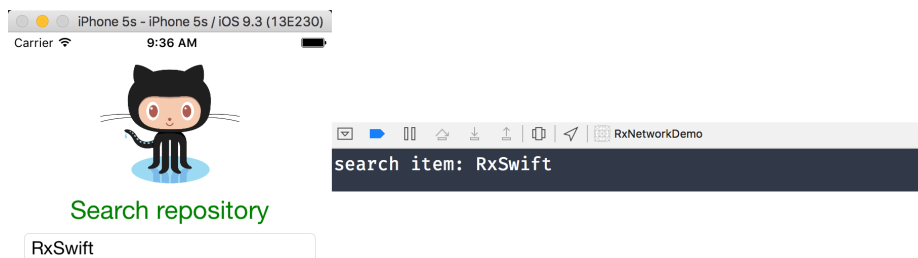 iPhone 5s - iPhone 5s / iOS 9.3 (13E230)
Carrier 9:36 AM
RxNetworkDemo
search item: RxSwift
Search repository
RxSwift